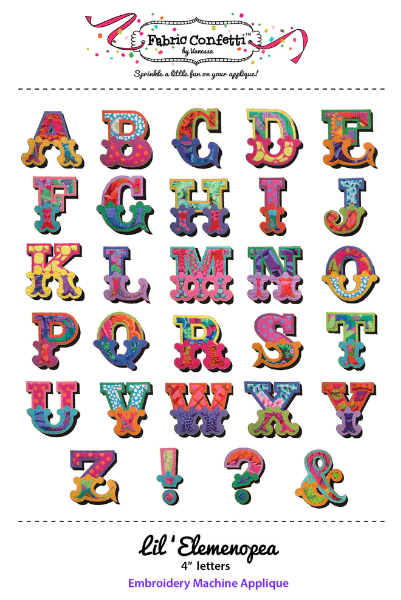 Fabric Confetti™
by Vanessa
Sprinkle a little fun on your applique!
A B C D E
F G H I J
K L M N O
P Q R S T
U V W X Y
Z ! ? &
Lil' Elemenopea
4" letters
Embroidery Machine Applique